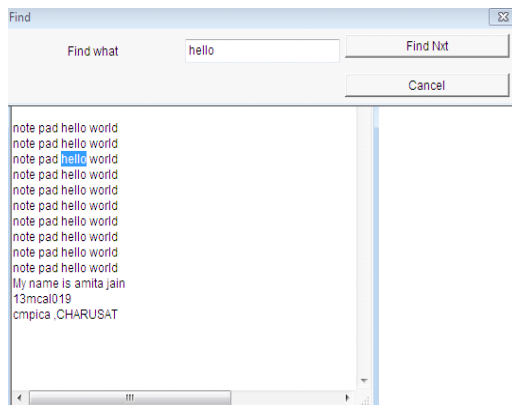 Find
Find what hello Find Nxt
Cancel
note pad hello world
note pad hello world
note pad hello world
note pad hello world
note pad hello world
note pad hello world
note pad hello world
note pad hello world
note pad hello world
note pad hello world
My name is amita jain
13mcal019
cmpica ,CHARUSAT